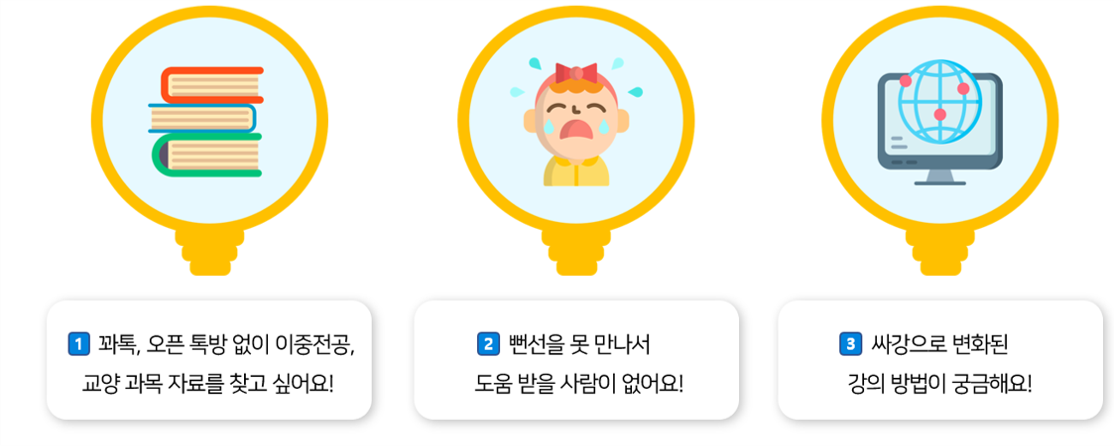 1 꽈톡, 오픈 톡방 없이 이중전공,
교양 과목 자료를 찾고 싶어요!
2 뻔선을 못 만나서
도움 받을 사람이 없어요!
3 싸강으로 변화된
강의 방법이 궁금해요!